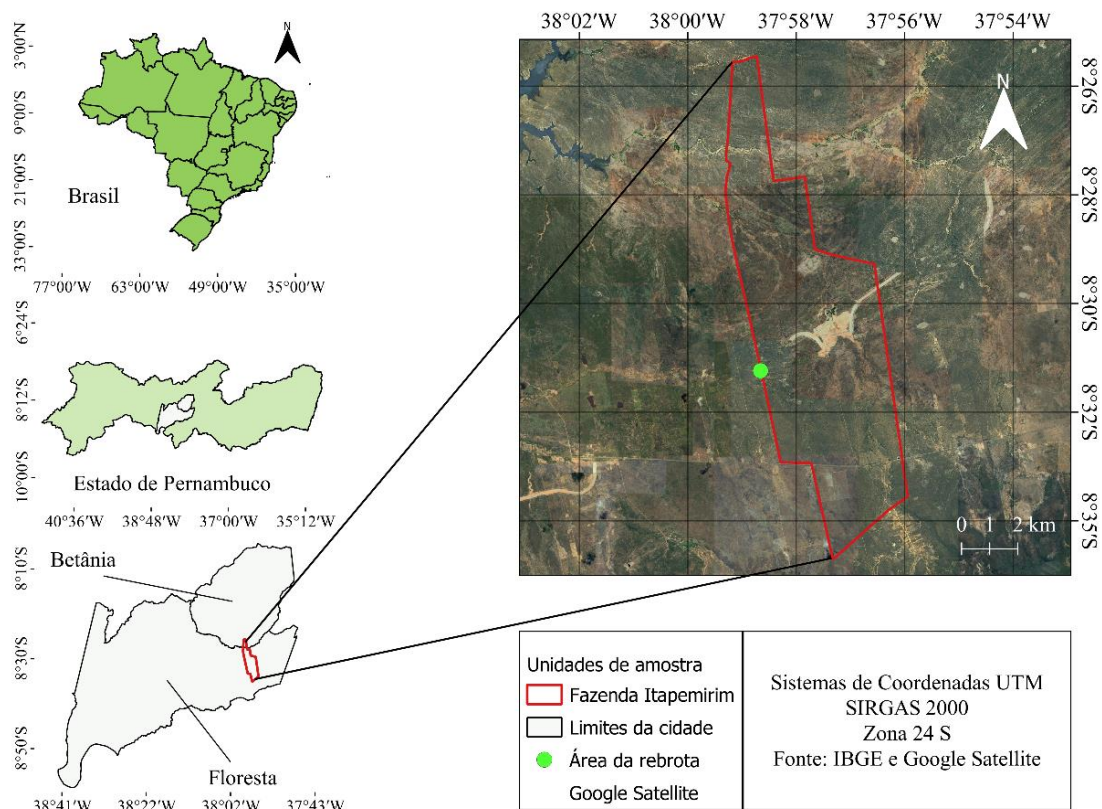 N
3°00'N
9°00'S
21°00'S
33°00'S
Brasil
77°00'W 63°00'W 49°00'W 35°00'W
6°24'S
8°12'S
10°00'S
Estado de Pernambuco
40°36'W 38°48'W 37°00'W 35°12'W
Betânia
8°10'S
8°30'S
8°50'S
Floresta
38°41'W 38°22'W 38°02'W 37°43'W
38°02'W 38°00'W 37°58'W 37°56'W 37°54'W
N
8°26'S
8°28'S
8°30'S
8°32'S
8°35'S
0 1 2 km
Unidades de amostra
Fazenda Itapemirim
Limites da cidade
Área da rebrota
Google Satellite
Sistemas de Coordenadas UTM
SIRGAS 2000
Zona 24 S
Fonte: IBGE e Google Satellite